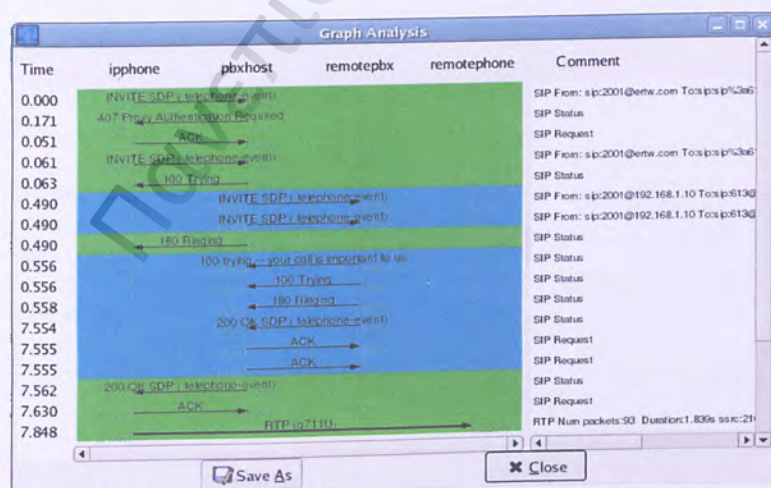 Πανεπιο
Graph Analysis
Time ipphone pbxhost remotepbx remotephone Comment
0.000 INVITE SDP ( telephone-event) SIP From: sip:2001@ertw.com To:sip:sip%3a6
0.171 407 Proxy Authentication Required SIP Status
0.051 ACK SIP Request
0.061 INVITE SDP ( telephone-event) SIP From: sip:2001@ertw.com To:sip:sip%3a6
0.063 100 Trying SIP Status
0.490 INVITE SDP ( telephone-event) SIP From: sip:2001@192.168.1.10 To:sip:613@
0.490 INVITE SDP ( telephone-event) SIP From: sip:2001@192.168.1.10 To:sip:613@
0.490 180 Ringing SIP Status
0.556 100 trying -- your call is important to us SIP Status
0.556 100 Trying SIP Status
0.558 180 Ringing SIP Status
7.554 200 OK SDP ( telephone-event) SIP Status
7.555 ACK SIP Request
7.555 ACK SIP Request
7.562 200 OK SDP ( telephone-event) SIP Status
7.630 ACK SIP Request
7.848 RTP (g711U) RTP Num packets:93 Duration:1.839s ssrc:21
Save As
Close